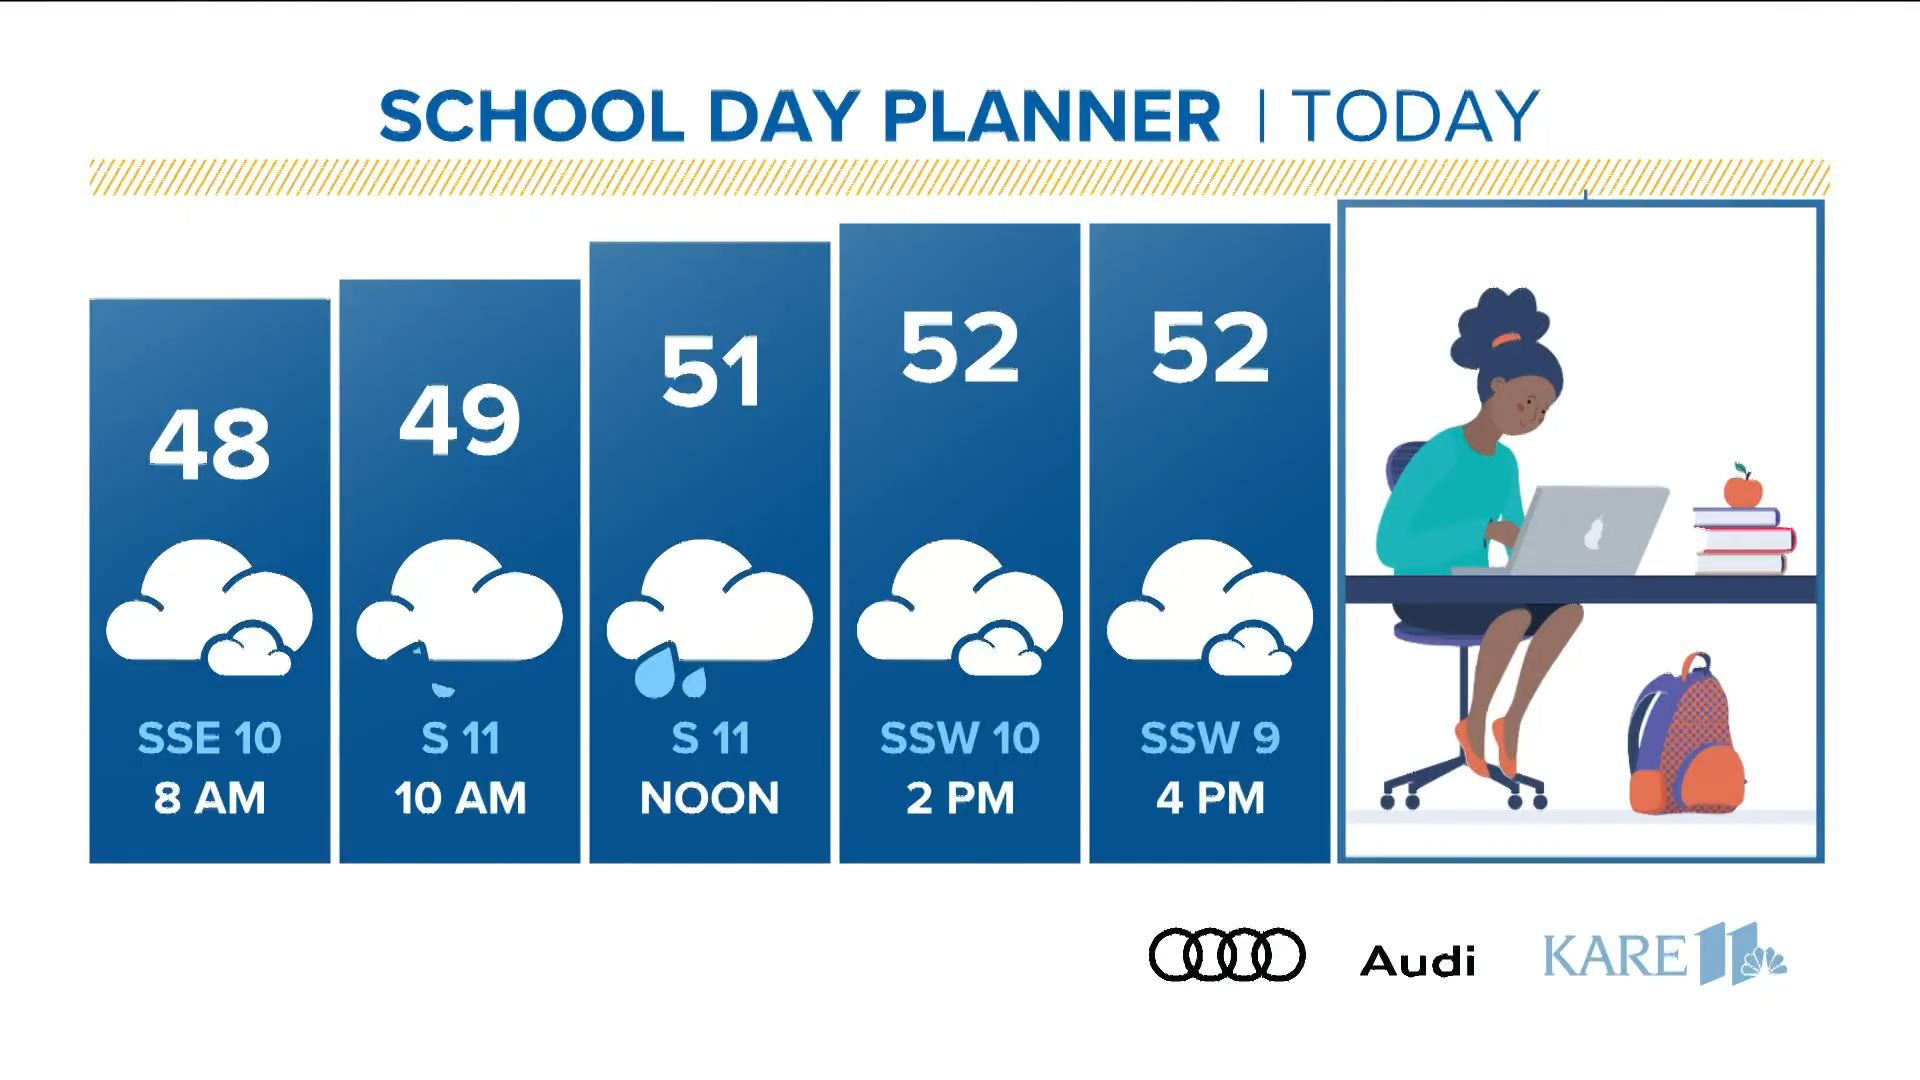 SCHOOL DAY PLANNER | TODAY
48
SSE 10
8 AM
49
S 11
10 AM
51
S 11
NOON
52
SSW 10
2 PM
52
SSW 9
4 PM
Audi
KARE 11